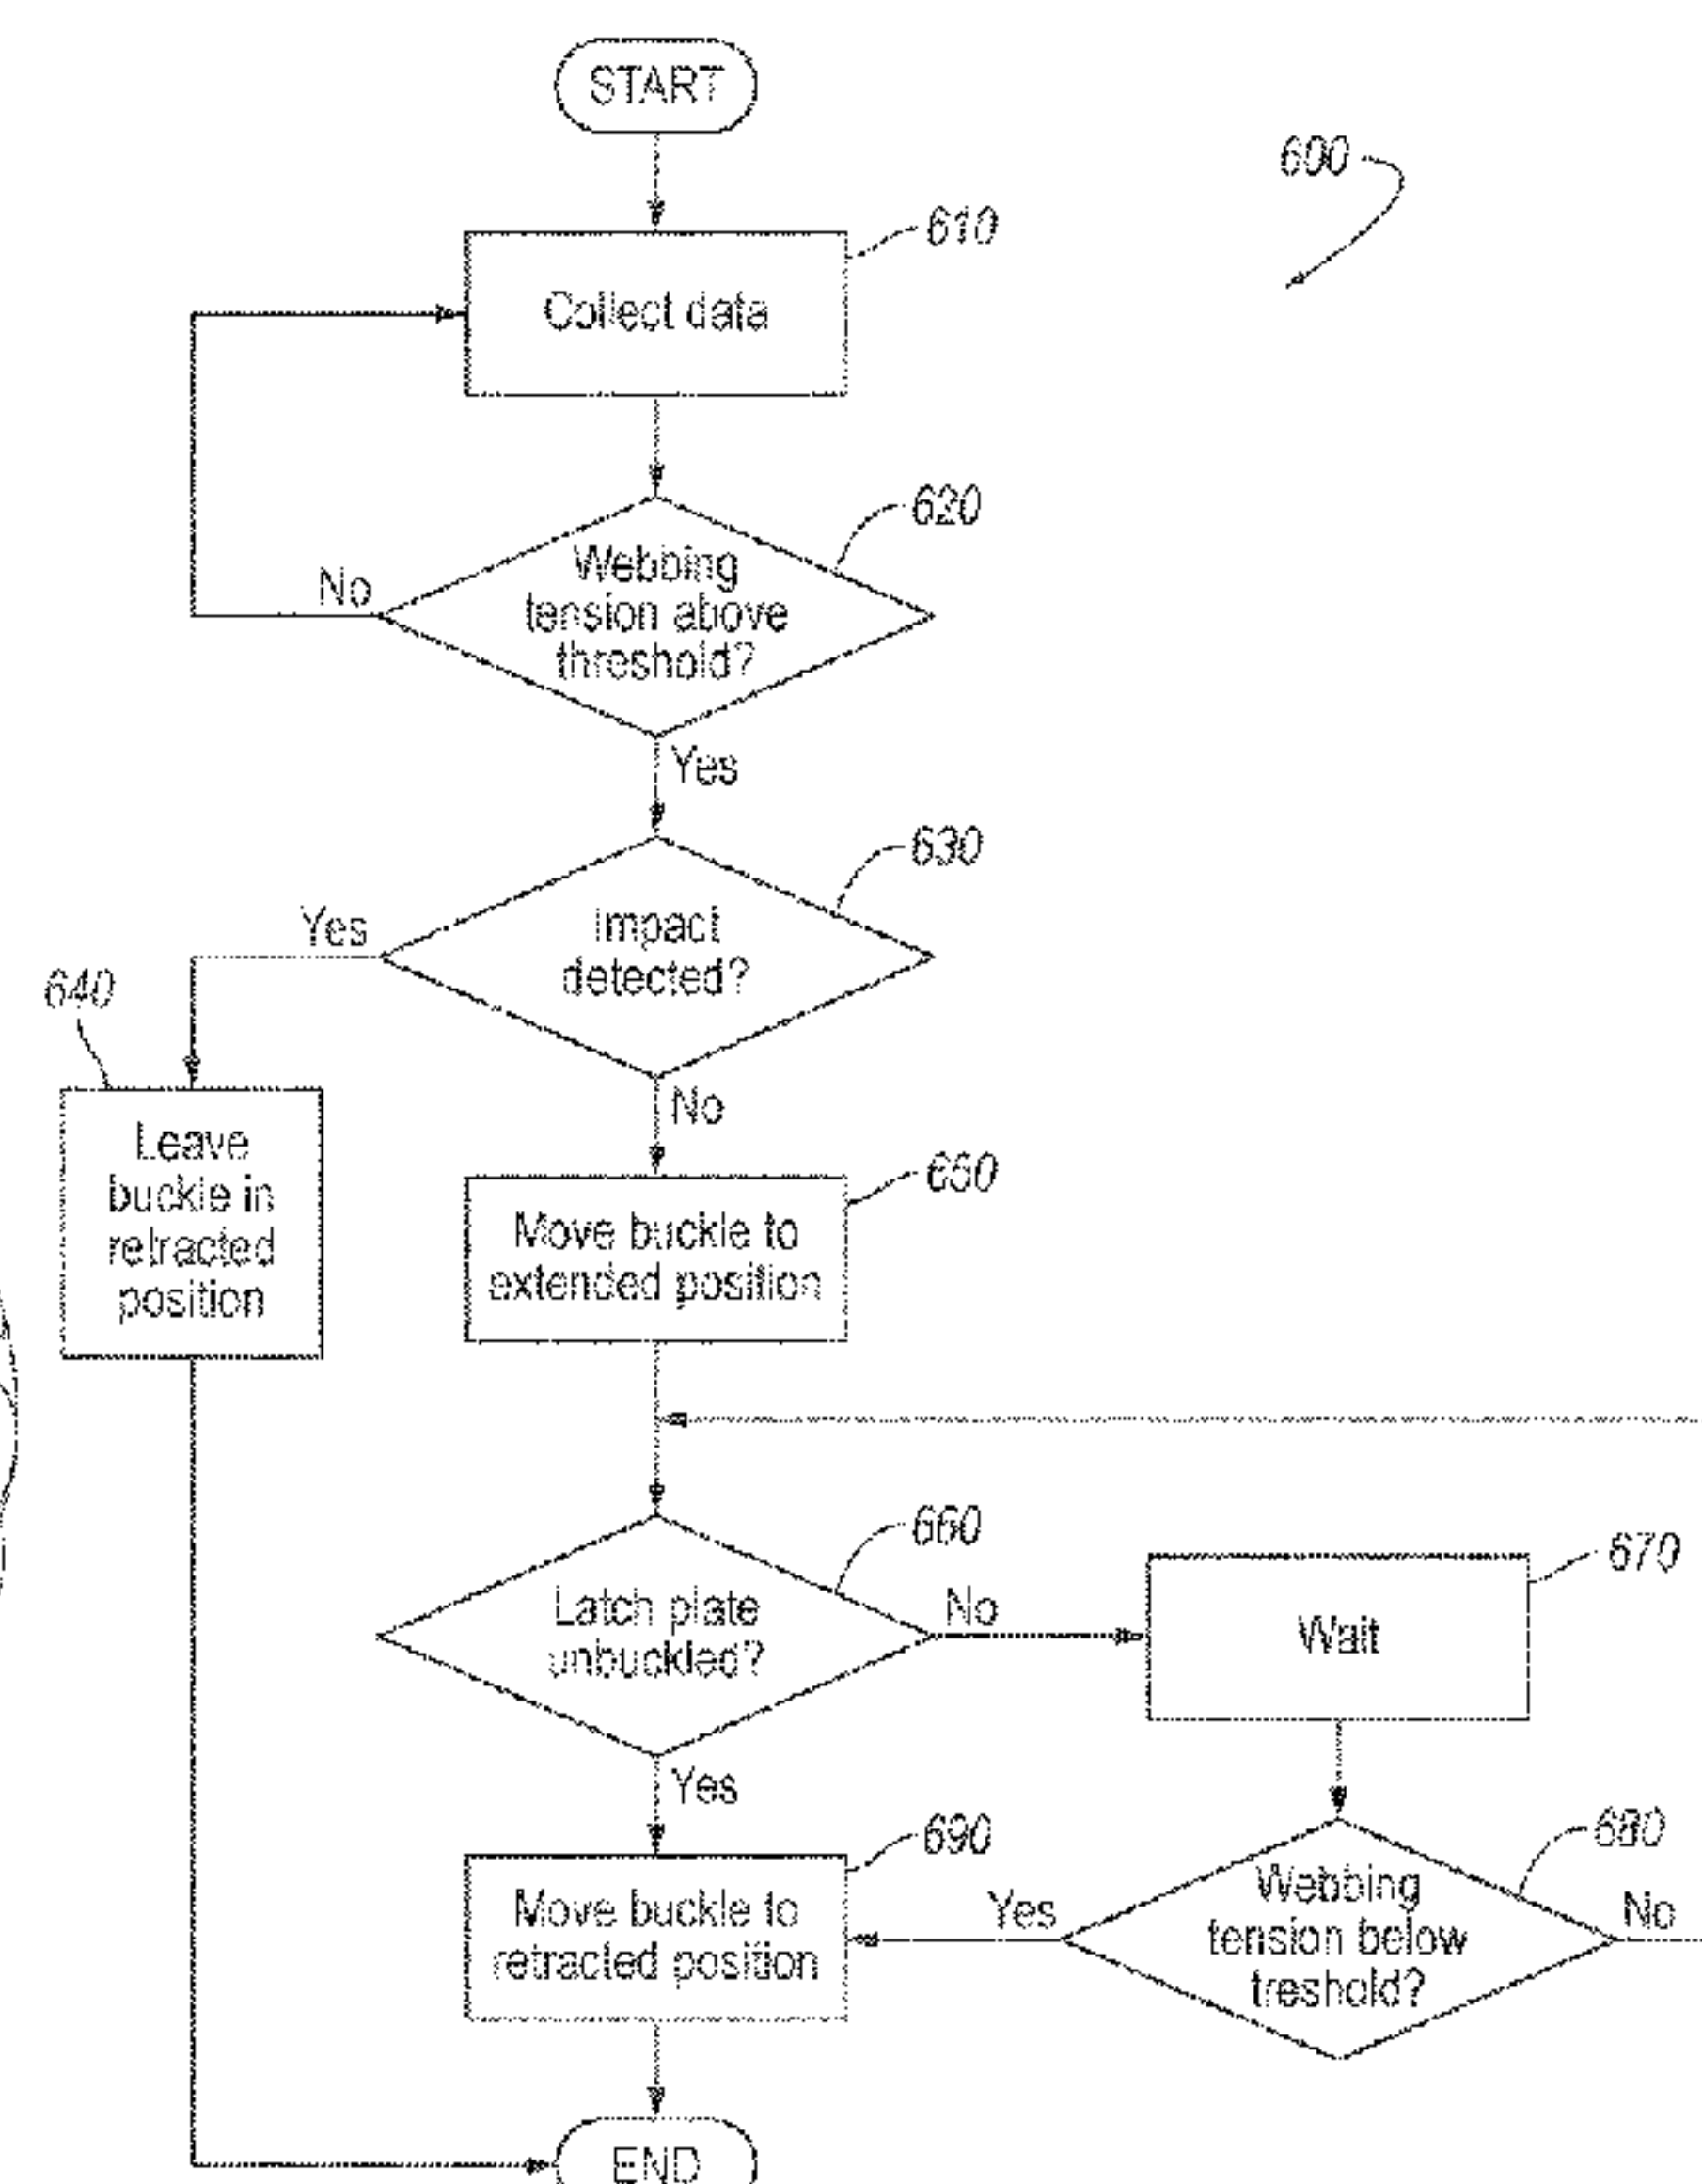 START
600
610
Collect data
620
Webbing
tension above
threshold?
No
Yes
630
Impact
detected?
Yes
No
640
Leave
buckle in
retracted
position
650
Move buckle to
extended position
660
Latch plate
unbuckled?
No
670
Wait
Yes
690
Move buckle to
retracted position
680
Webbing
tension below
treshold?
Yes
No
END